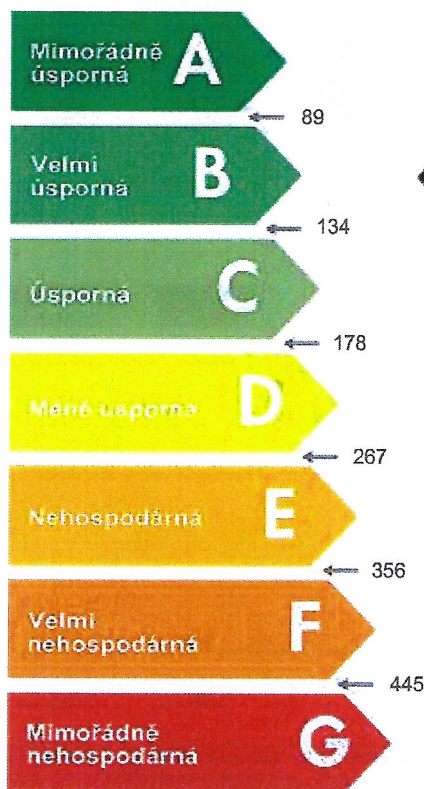 Mimořádně
úsporná
A
89
Velmi
úsporná
B
134
Úsporná
C
178
Méně úsporná
D
267
Nehospodárná
E
356
Velmi
nehospodárná
F
445
Mimořádně
nehospodárná
G